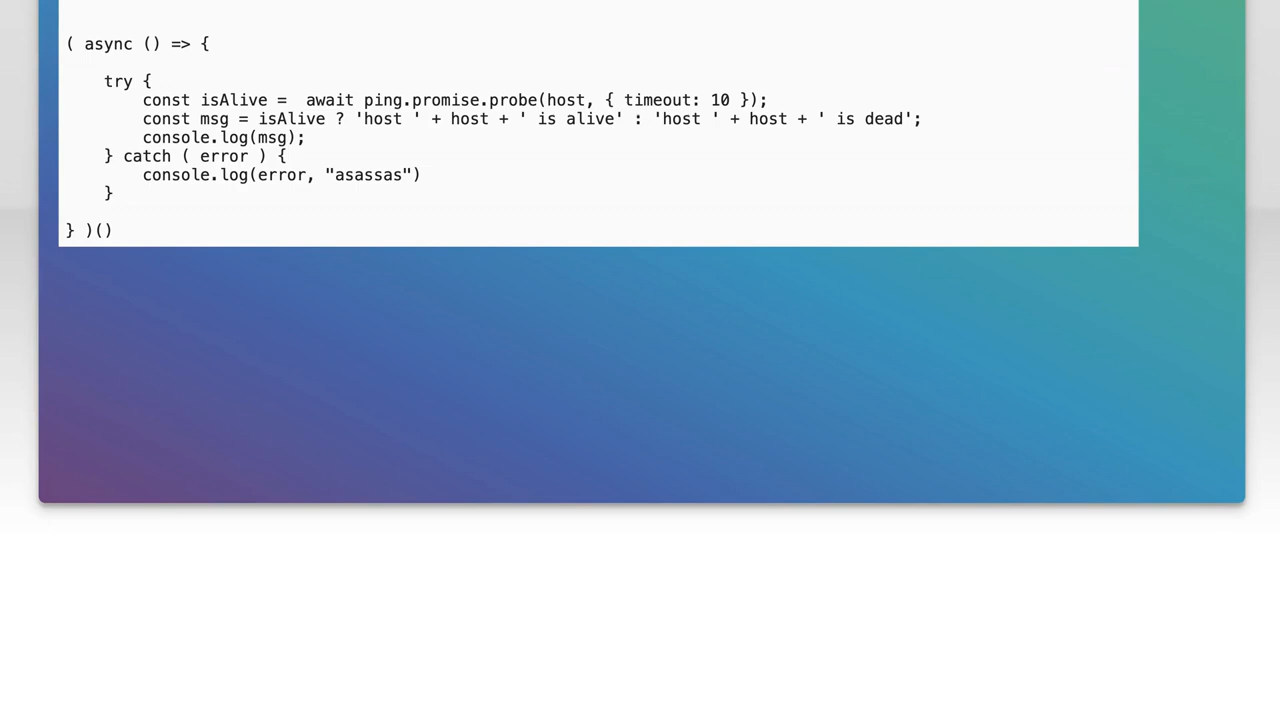 ( async () => {
    try {
        const isAlive =  await ping.promise.probe(host, { timeout: 10 });
        const msg = isAlive ? 'host ' + host + ' is alive' : 'host ' + host + ' is dead';
        console.log(msg);
    } catch ( error ) {
        console.log(error, "asassas")
    }
} )()